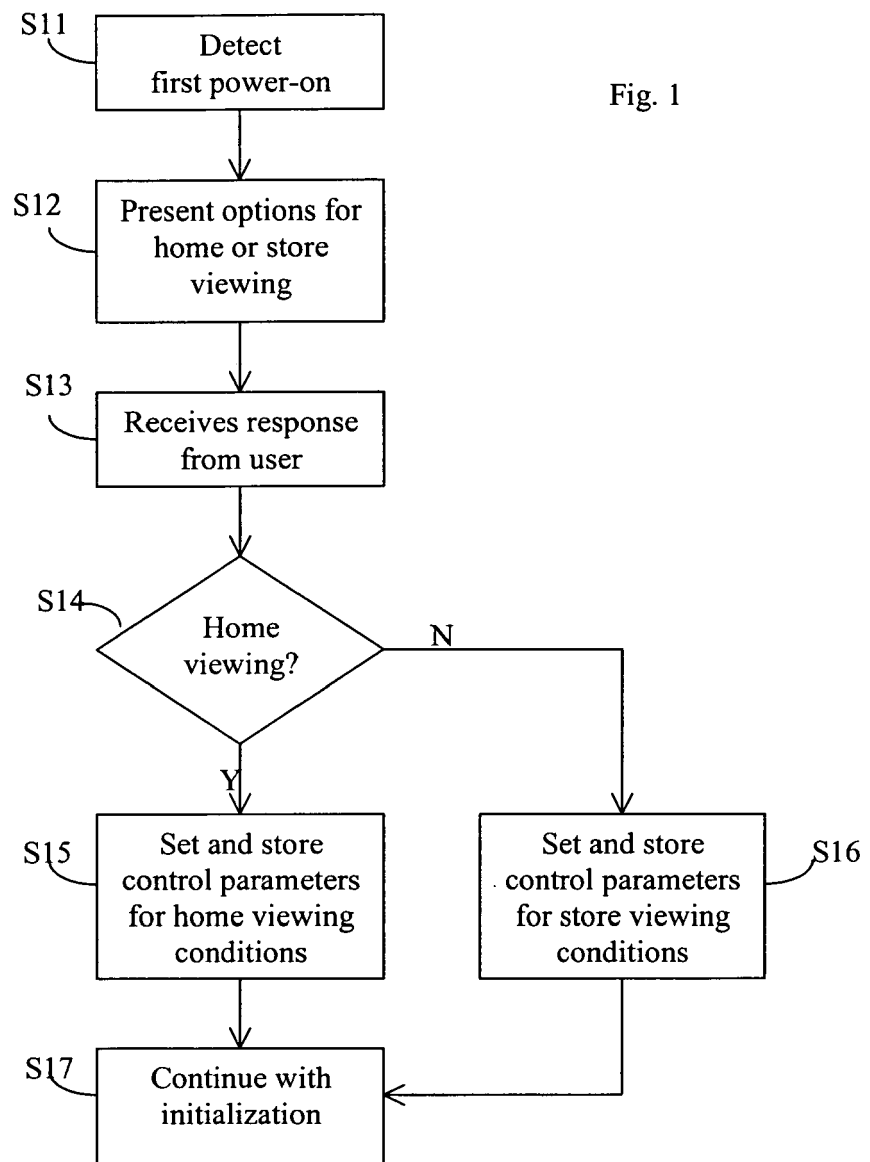 S11
Detect
first power-on
Fig. 1
S12
Present options for
home or store
viewing
S13
Receives response
from user
S14
Home
viewing?
N
Y
S15
Set and store
control parameters
for home viewing
conditions
Set and store
control parameters
for store viewing
conditions
S16
S17
Continue with
initialization